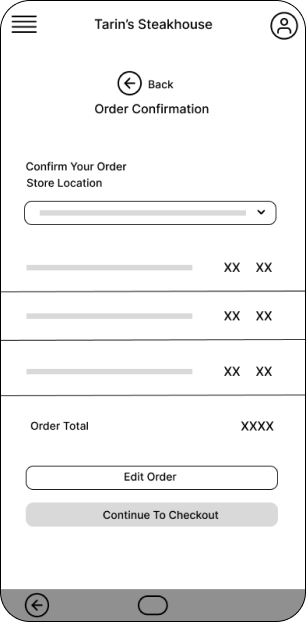 Tarin's Steakhouse
Back
Order Confirmation
Confirm Your Order
Store Location
XX XX
XX XX
XX XX
Order Total XXXX
Edit Order
Continue To Checkout